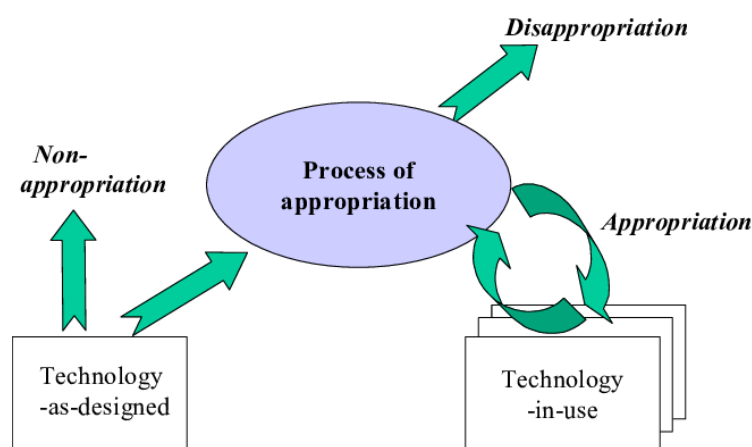 Disappropriation
Non-
appropriation
Process of
appropriation
Appropriation
Technology
-as-designed
Technology
-in-use